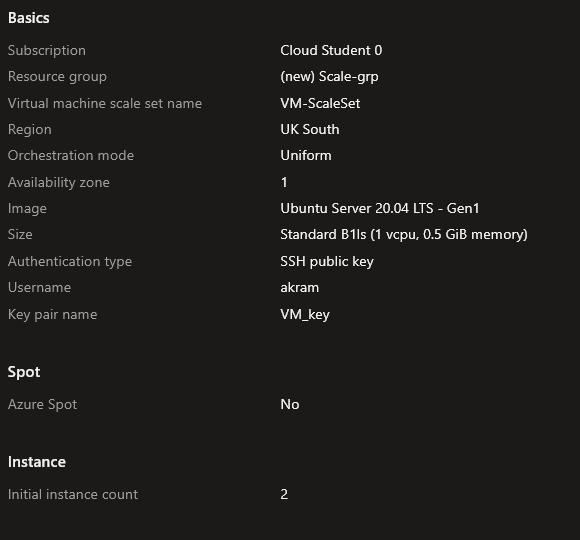 Basics
Subscription Cloud Student 0
Resource group (new) Scale-grp
Virtual machine scale set name VM-ScaleSet
Region UK South
Orchestration mode Uniform
Availability zone 1
Image Ubuntu Server 20.04 LTS - Gen1
Size Standard B1ls (1 vcpu, 0.5 GiB memory)
Authentication type SSH public key
Username akram
Key pair name VM_key
Spot
Azure Spot No
Instance
Initial instance count 2